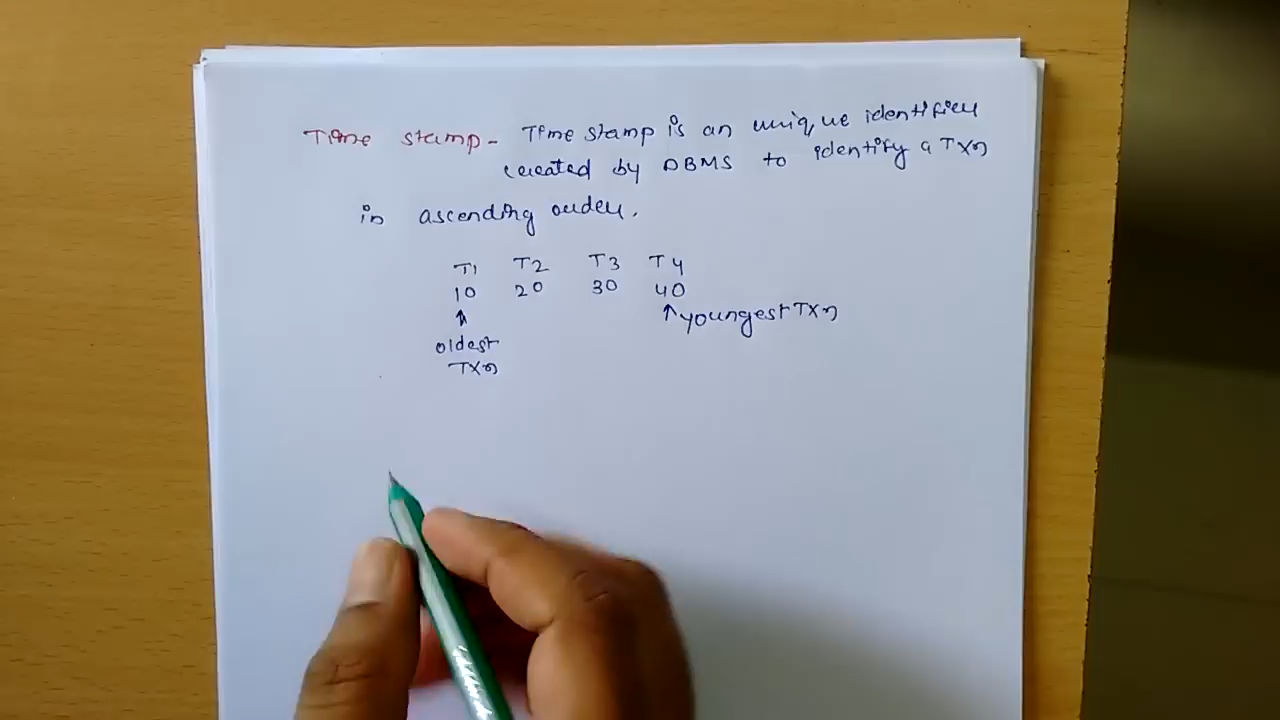 Time stamp - Time stamp is an unique identifier
created by DBMS to identify a TXn
in ascending order.
T1 T2 T3 T4
10 20 30 40
↑ ↑ youngest TXn
oldest
TXn